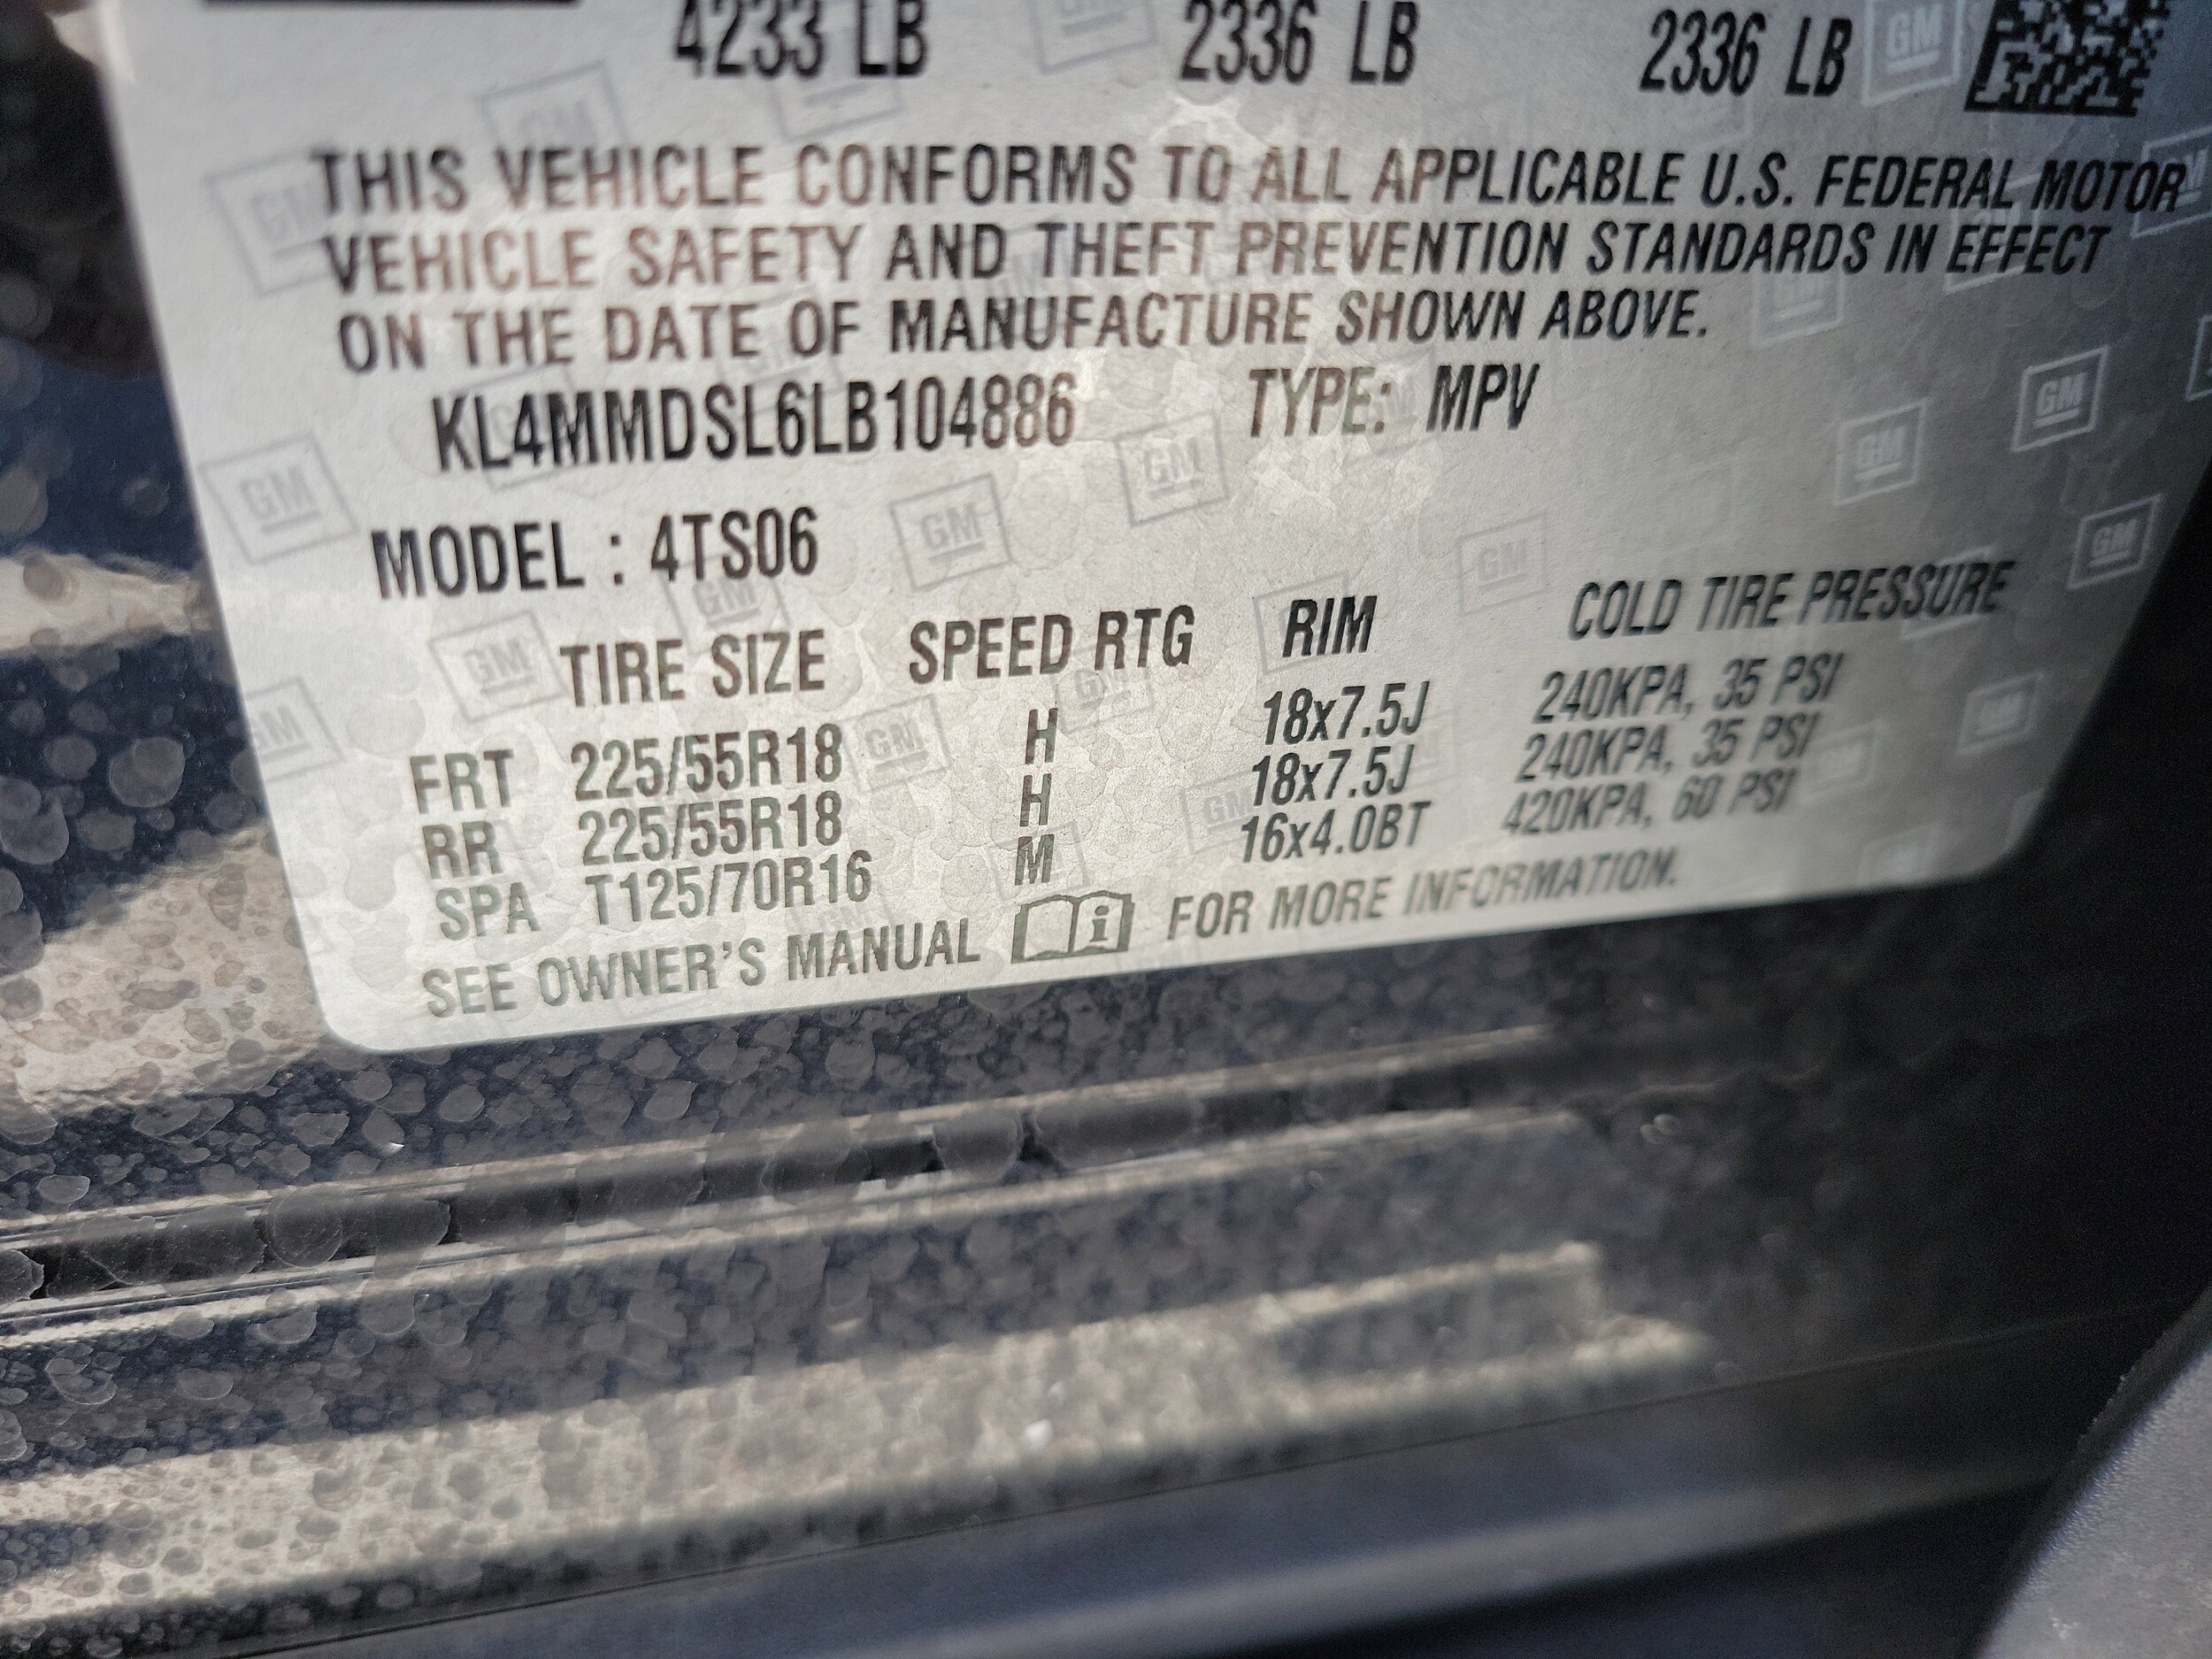 4233 LB 2336 LB 2336 LB GM
THIS VEHICLE CONFORMS TO ALL APPLICABLE U.S. FEDERAL MOTOR
VEHICLE SAFETY AND THEFT PREVENTION STANDARDS IN EFFECT
ON THE DATE OF MANUFACTURE SHOWN ABOVE.
KL4MMDSL6LB104886 TYPE: MPV
MODEL : 4TS06
TIRE SIZE SPEED RTG RIM COLD TIRE PRESSURE
FRT 225/55R18 H 18x7.5J 240KPA, 35 PSI
RR 225/55R18 H 18x7.5J 240KPA, 35 PSI
SPA T125/70R16 M 16x4.0BT 420KPA, 60 PSI
SEE OWNER'S MANUAL i FOR MORE INFORMATION.